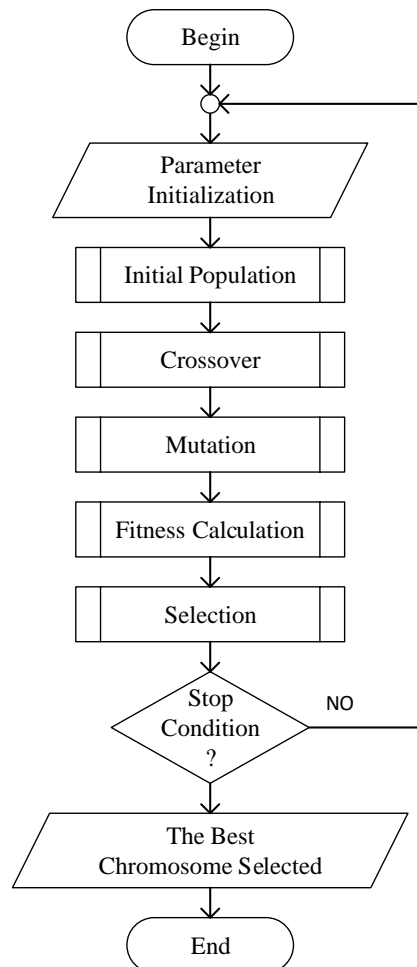 Begin
Parameter
Initialization
Initial Population
Crossover
Mutation
Fitness Calculation
Selection
Stop
Condition
?
NO
The Best
Chromosome Selected
End